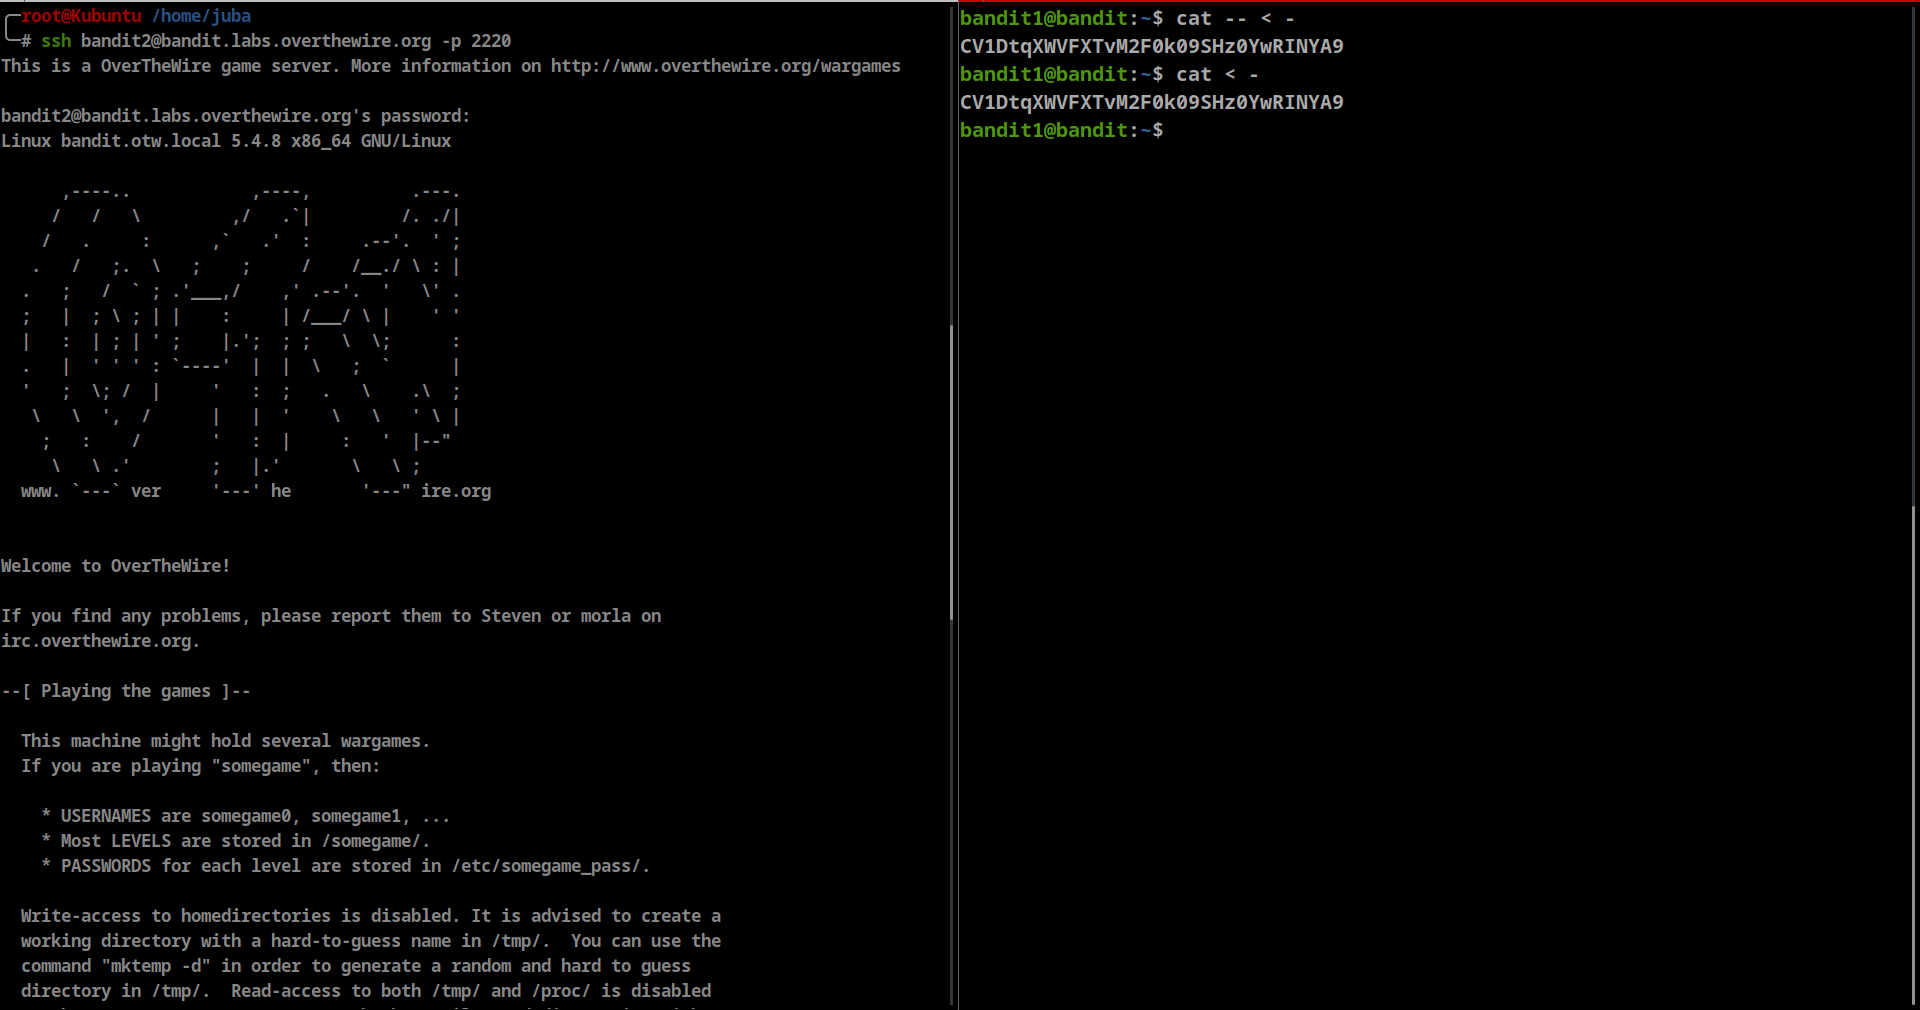 root@Kubuntu /home/juba
# ssh bandit2@bandit.labs.overthewire.org -p 2220
This is a OverTheWire game server. More information on http://www.overthewire.org/wargames
bandit2@bandit.labs.overthewire.org's password:
Linux bandit.otw.local 5.4.8 x86_64 GNU/Linux
      ,----..            ,----,          .---.
     /   /   \         ,/   .`|         /. ./|
    /   .     :      ,`   .'  :     .--'.  ' ;
   .   /   ;.  \   ;    ;     /    /__./ \ : |
  .   ;   /  ` ; .'___,/    ,' .--'.  '   \' .
  ;   |  ; \ ; | |    :     | /___/ \ |    ' '
  |   :  | ; | ' ;    |.';  ; ;   \  \;      :
  .   |  ' ' ' : `----'  |  |  \   ;  `      |
  '   ;  \; /  |     '   :  ;   .   \    .\  ;
   \   \  ',  /      |   |  '    \   \   ' \ |
    ;   :    /       '   :  |     :   '  |--"
     \   \ .'        ;   |.'       \   \ ;
  www. `---` ver     '---' he       '---" ire.org
Welcome to OverTheWire!
If you find any problems, please report them to Steven or morla on
irc.overthewire.org.
--[ Playing the games ]--
  This machine might hold several wargames.
  If you are playing "somegame", then:
    * USERNAMES are somegame0, somegame1, ...
    * Most LEVELS are stored in /somegame/.
    * PASSWORDS for each level are stored in /etc/somegame_pass/.
  Write-access to homedirectories is disabled. It is advised to create a
  working directory with a hard-to-guess name in /tmp/.  You can use the
  command "mktemp -d" in order to generate a random and hard to guess
  directory in /tmp/.  Read-access to both /tmp/ and /proc/ is disabled
bandit1@bandit:~$ cat -- < -
CV1DtqXWVFXTvM2F0k09SHz0YwRINYA9
bandit1@bandit:~$ cat < -
CV1DtqXWVFXTvM2F0k09SHz0YwRINYA9
bandit1@bandit:~$